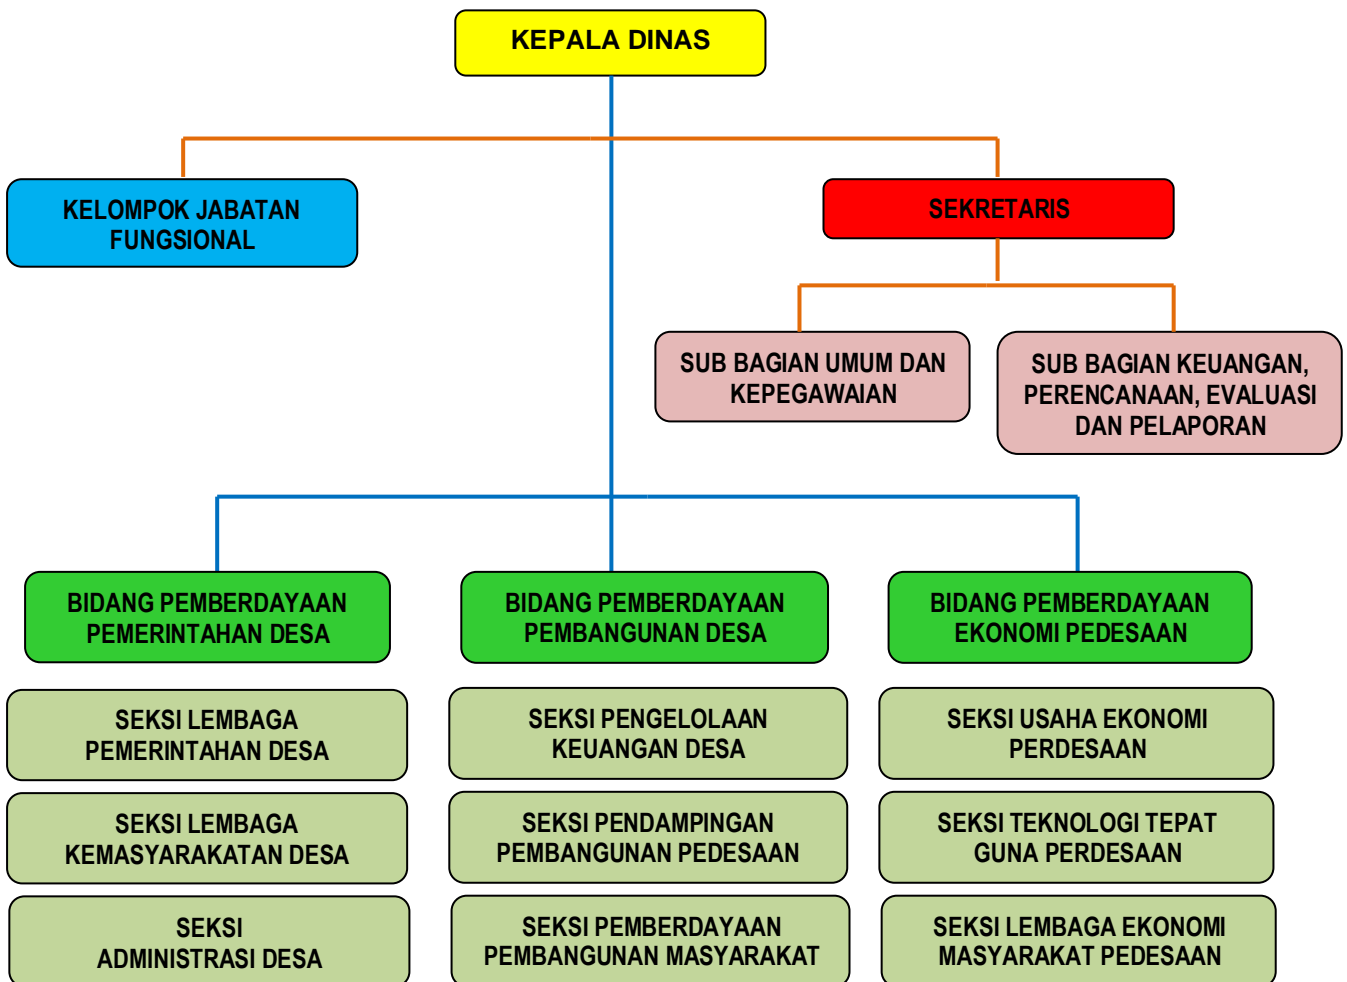 KEPALA DINAS
KELOMPOK JABATAN
FUNGSIONAL
SEKRETARIS
SUB BAGIAN UMUM DAN
KEPEGAWAIAN
SUB BAGIAN KEUANGAN,
PERENCANAAN, EVALUASI
DAN PELAPORAN
BIDANG PEMBERDAYAAN
PEMERINTAHAN DESA
BIDANG PEMBERDAYAAN
PEMBANGUNAN DESA
BIDANG PEMBERDAYAAN
EKONOMI PEDESAAN
SEKSI LEMBAGA
PEMERINTAHAN DESA
SEKSI PENGELOLAAN
KEUANGAN DESA
SEKSI USAHA EKONOMI
PERDESAAN
SEKSI LEMBAGA
KEMASYARAKATAN DESA
SEKSI PENDAMPINGAN
PEMBANGUNAN PEDESAAN
SEKSI TEKNOLOGI TEPAT
GUNA PERDESAAN
SEKSI
ADMINISTRASI DESA
SEKSI PEMBERDAYAAN
PEMBANGUNAN MASYARAKAT
SEKSI LEMBAGA EKONOMI
MASYARAKAT PEDESAAN